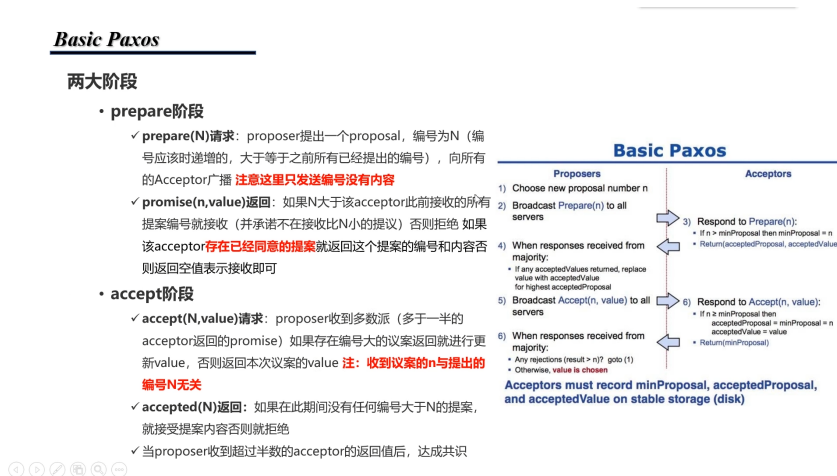 Basic Paxos
两大阶段
• prepare阶段
✓ prepare(N)请求：proposer提出一个proposal，编号为N（编
号应该时递增的，大于等于之前所有已经提出的编号），向所有
的Acceptor广播 注意这里只发送编号没有内容
✓ promise(n,value)返回：如果N大于该acceptor此前接收的所有
提案编号就接收（并承诺不在接收比N小的提议）否则拒绝 如果
该acceptor存在已经同意的提案就返回这个提案的编号和内容否
则返回空值表示接收即可
• accept阶段
✓ accept(N,value)请求：proposer收到多数派（多于一半的
acceptor返回的promise）如果存在编号大的议案返回就进行更
新value，否则返回本次议案的value 注：收到议案的n与提出的
编号N无关
✓ accepted(N)返回：如果在此期间没有任何编号大于N的提案，
就接受提案内容否则就拒绝
✓ 当proposer收到超过半数的acceptor的返回值后，达成共识
Basic Paxos
Proposers
Acceptors
1) Choose new proposal number n
2) Broadcast Prepare(n) to all
servers
3) Respond to Prepare(n):
• If n > minProposal then minProposal = n
• Return(acceptedProposal, acceptedValue
4) When responses received from
majority:
• If any acceptedValues returned, replace
value with acceptedValue
for highest acceptedProposal
5) Broadcast Accept(n, value) to all
servers
6) Respond to Accept(n, value):
• If n ≥ minProposal then
acceptedProposal = minProposal = n
acceptedValue = value
• Return(minProposal)
6) When responses received from
majority:
• Any rejections (result > n)? goto (1)
• Otherwise, value is chosen
Acceptors must record minProposal, acceptedProposal,
and acceptedValue on stable storage (disk)